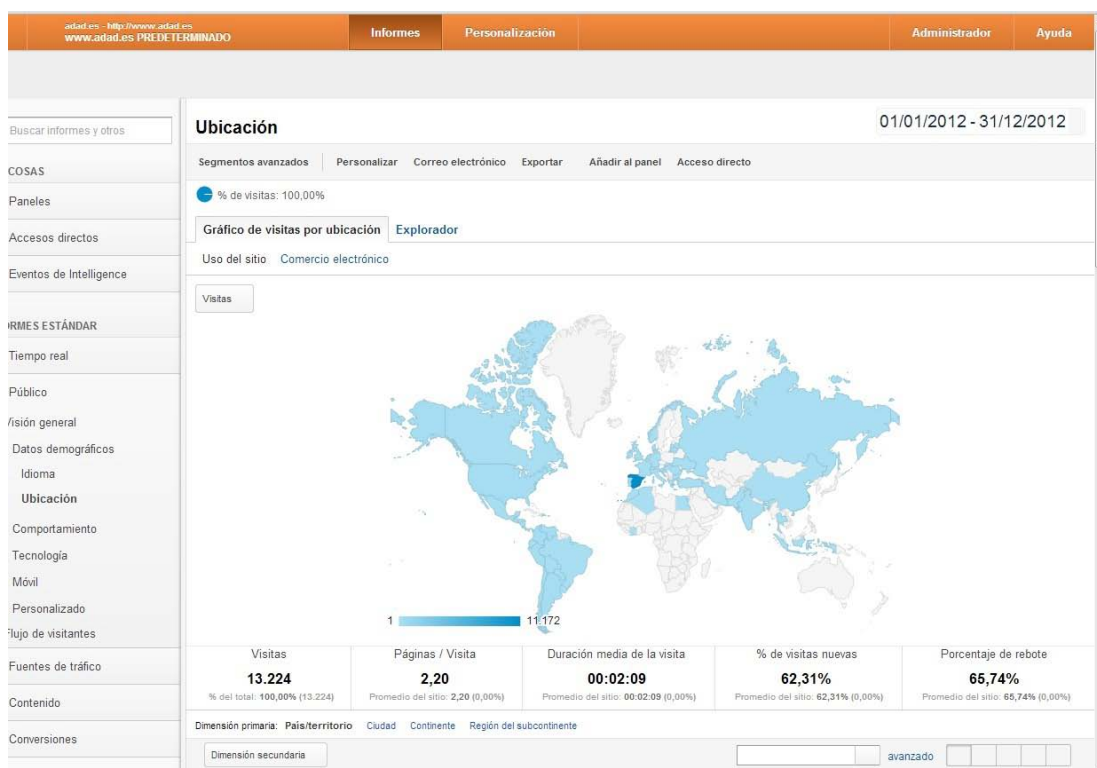 adad.es - http://www.adad.es
www.adad.es PREDETERMINADO
Informes
Personalización
Administrador
Ayuda
Buscar informes y otros
COSAS
Paneles
Accesos directos
Eventos de Intelligence
RMES ESTÁNDAR
Tiempo real
Público
Visión general
Datos demográficos
Idioma
Ubicación
Comportamiento
Tecnología
Móvil
Personalizado
Flujo de visitantes
Fuentes de tráfico
Contenido
Conversiones
Ubicación
01/01/2012 - 31/12/2012
Segmentos avanzados Personalizar Correo electrónico Exportar Añadir al panel Acceso directo
% de visitas: 100,00%
Gráfico de visitas por ubicación Explorador
Uso del sitio Comercio electrónico
Visitas
1 11.172
Visitas
13.224
% del total: 100,00% (13.224)
Páginas / Visita
2,20
Promedio del sitio: 2,20 (0,00%)
Duración media de la visita
00:02:09
Promedio del sitio: 00:02:09 (0,00%)
% de visitas nuevas
62,31%
Promedio del sitio: 62,31% (0,00%)
Porcentaje de rebote
65,74%
Promedio del sitio: 65,74% (0,00%)
Dimensión primaria: País/territorio Ciudad Continente Región del subcontinente
Dimensión secundaria
avanzado